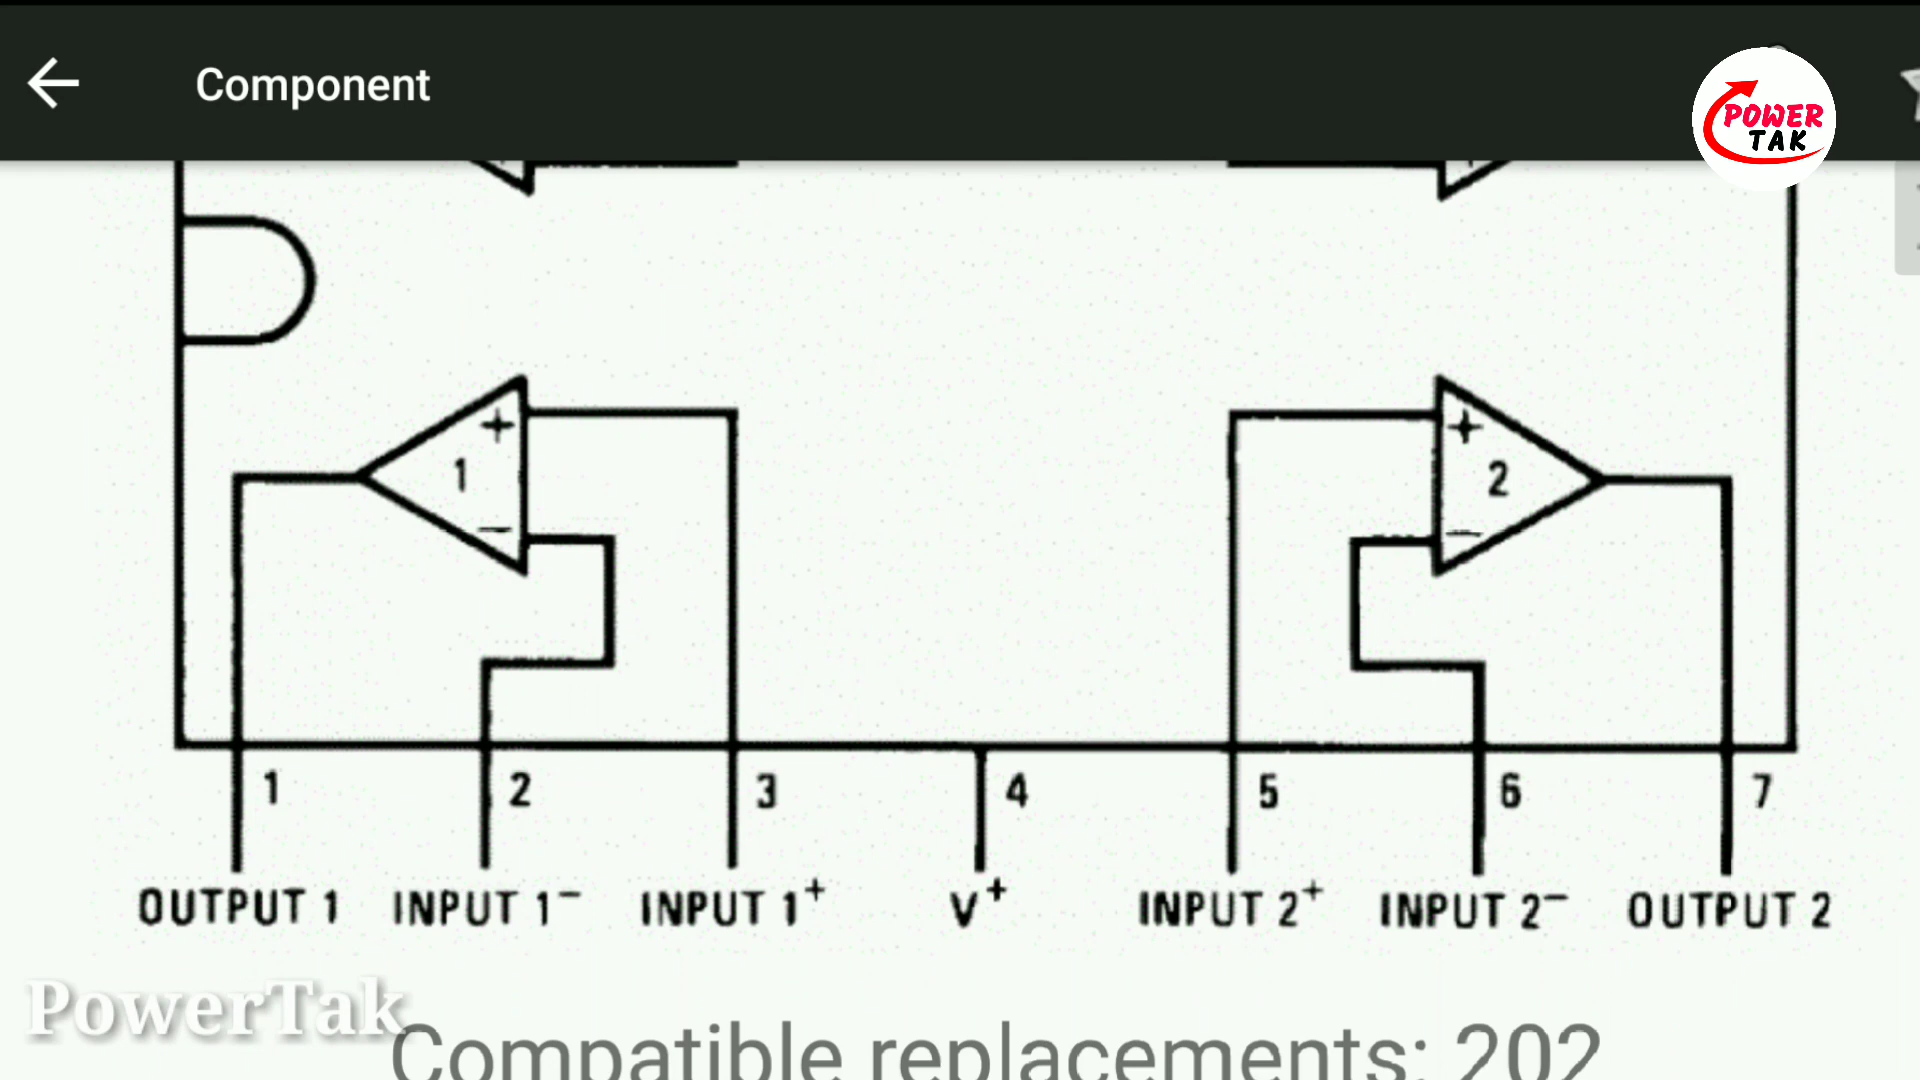 Component
POWER
TAK
+
1
−
+
2
−
1 2 3 4 5 6 7
OUTPUT 1 INPUT 1− INPUT 1+ V+ INPUT 2+ INPUT 2− OUTPUT 2
PowerTak
Compatible replacements: 202